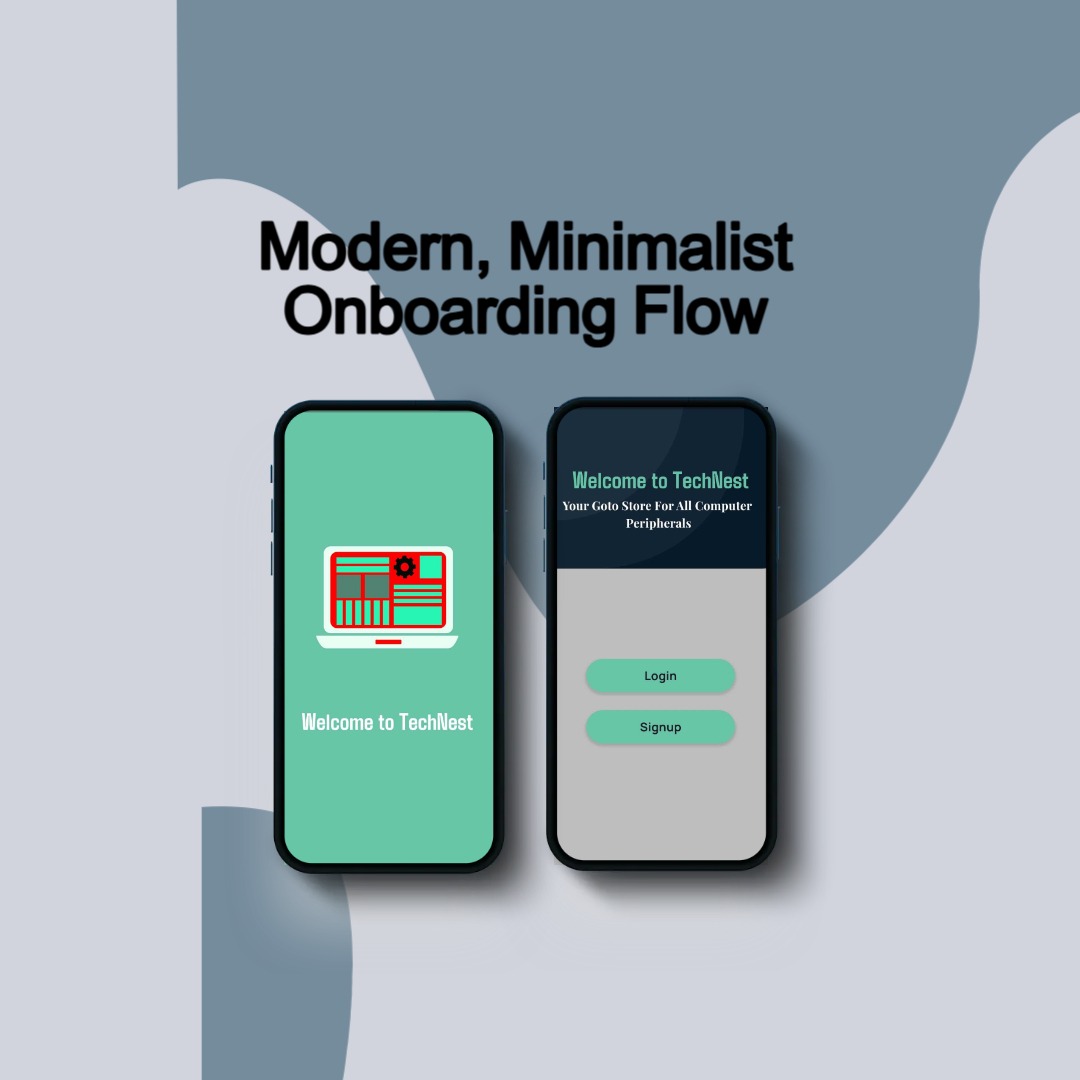 Modern, Minimalist
Onboarding Flow
Welcome to TechNest
Welcome to TechNest
Your Goto Store For All Computer
Peripherals
Login
Signup